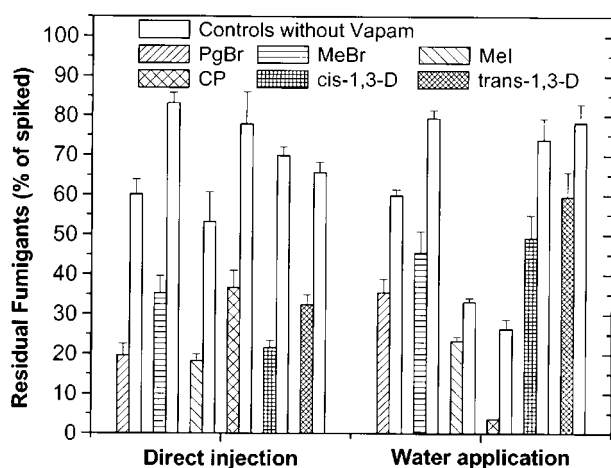 Controls without Vapam
PgBr MeBr MeI
CP cis-1,3-D trans-1,3-D
Residual Fumigants (% of spiked)
100
90
80
70
60
50
40
30
20
10
0
Direct injection Water application